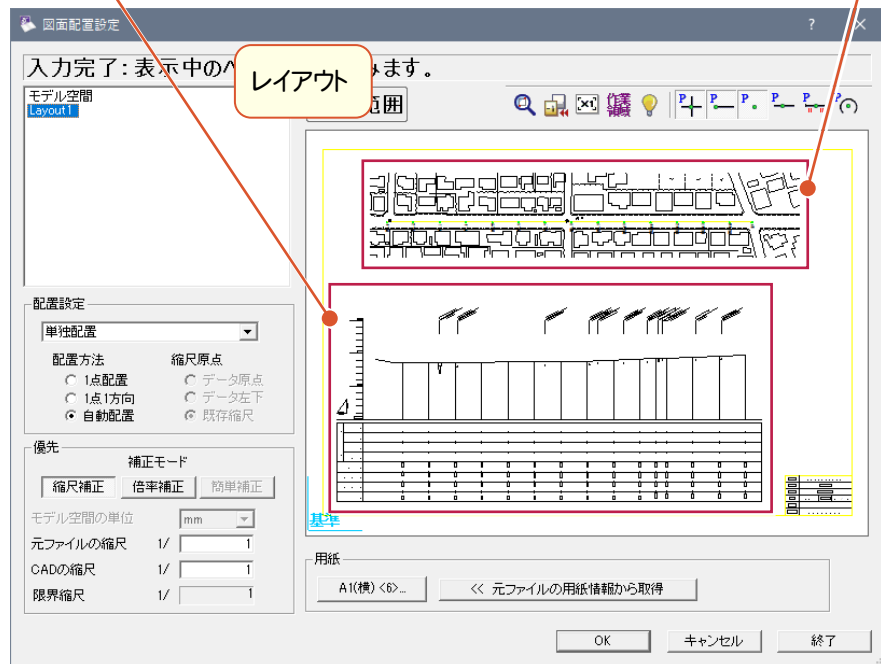 図面配置設定
? ×
入力完了: 表示中のペ
みます。
レイアウト
モデル空間
Layout1
範囲
作業領域
配置設定
単独配置
配置方法 縮尺原点
1点配置 データ原点
1点1方向 データ左下
自動配置 既存縮尺
優先
補正モード
縮尺補正 倍率補正 簡単補正
モデル空間の単位 mm
元ファイルの縮尺 1/ 1
CADの縮尺 1/ 1
限界縮尺 1/ 1
基準
用紙
A1(横) <6>... << 元ファイルの用紙情報から取得
OK キャンセル 終了